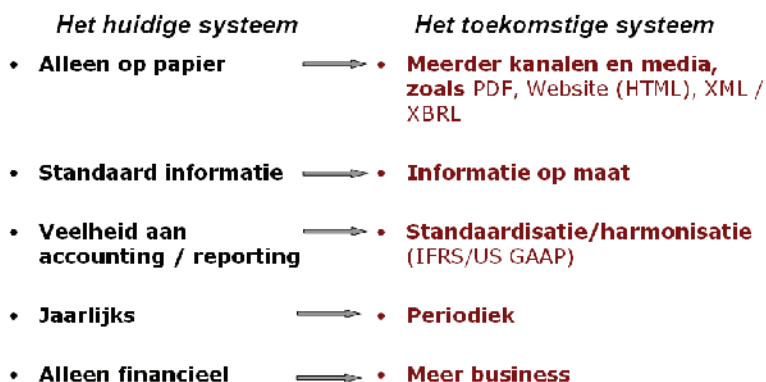 Het huidige systeem
Het toekomstige systeem
• Alleen op papier
• Meerder kanalen en media,
zoals PDF, Website (HTML), XML /
XBRL
• Standaard informatie
• Informatie op maat
• Veelheid aan
accounting / reporting
• Standaardisatie/harmonisatie
(IFRS/US GAAP)
• Jaarlijks
• Periodiek
• Alleen financieel
• Meer business